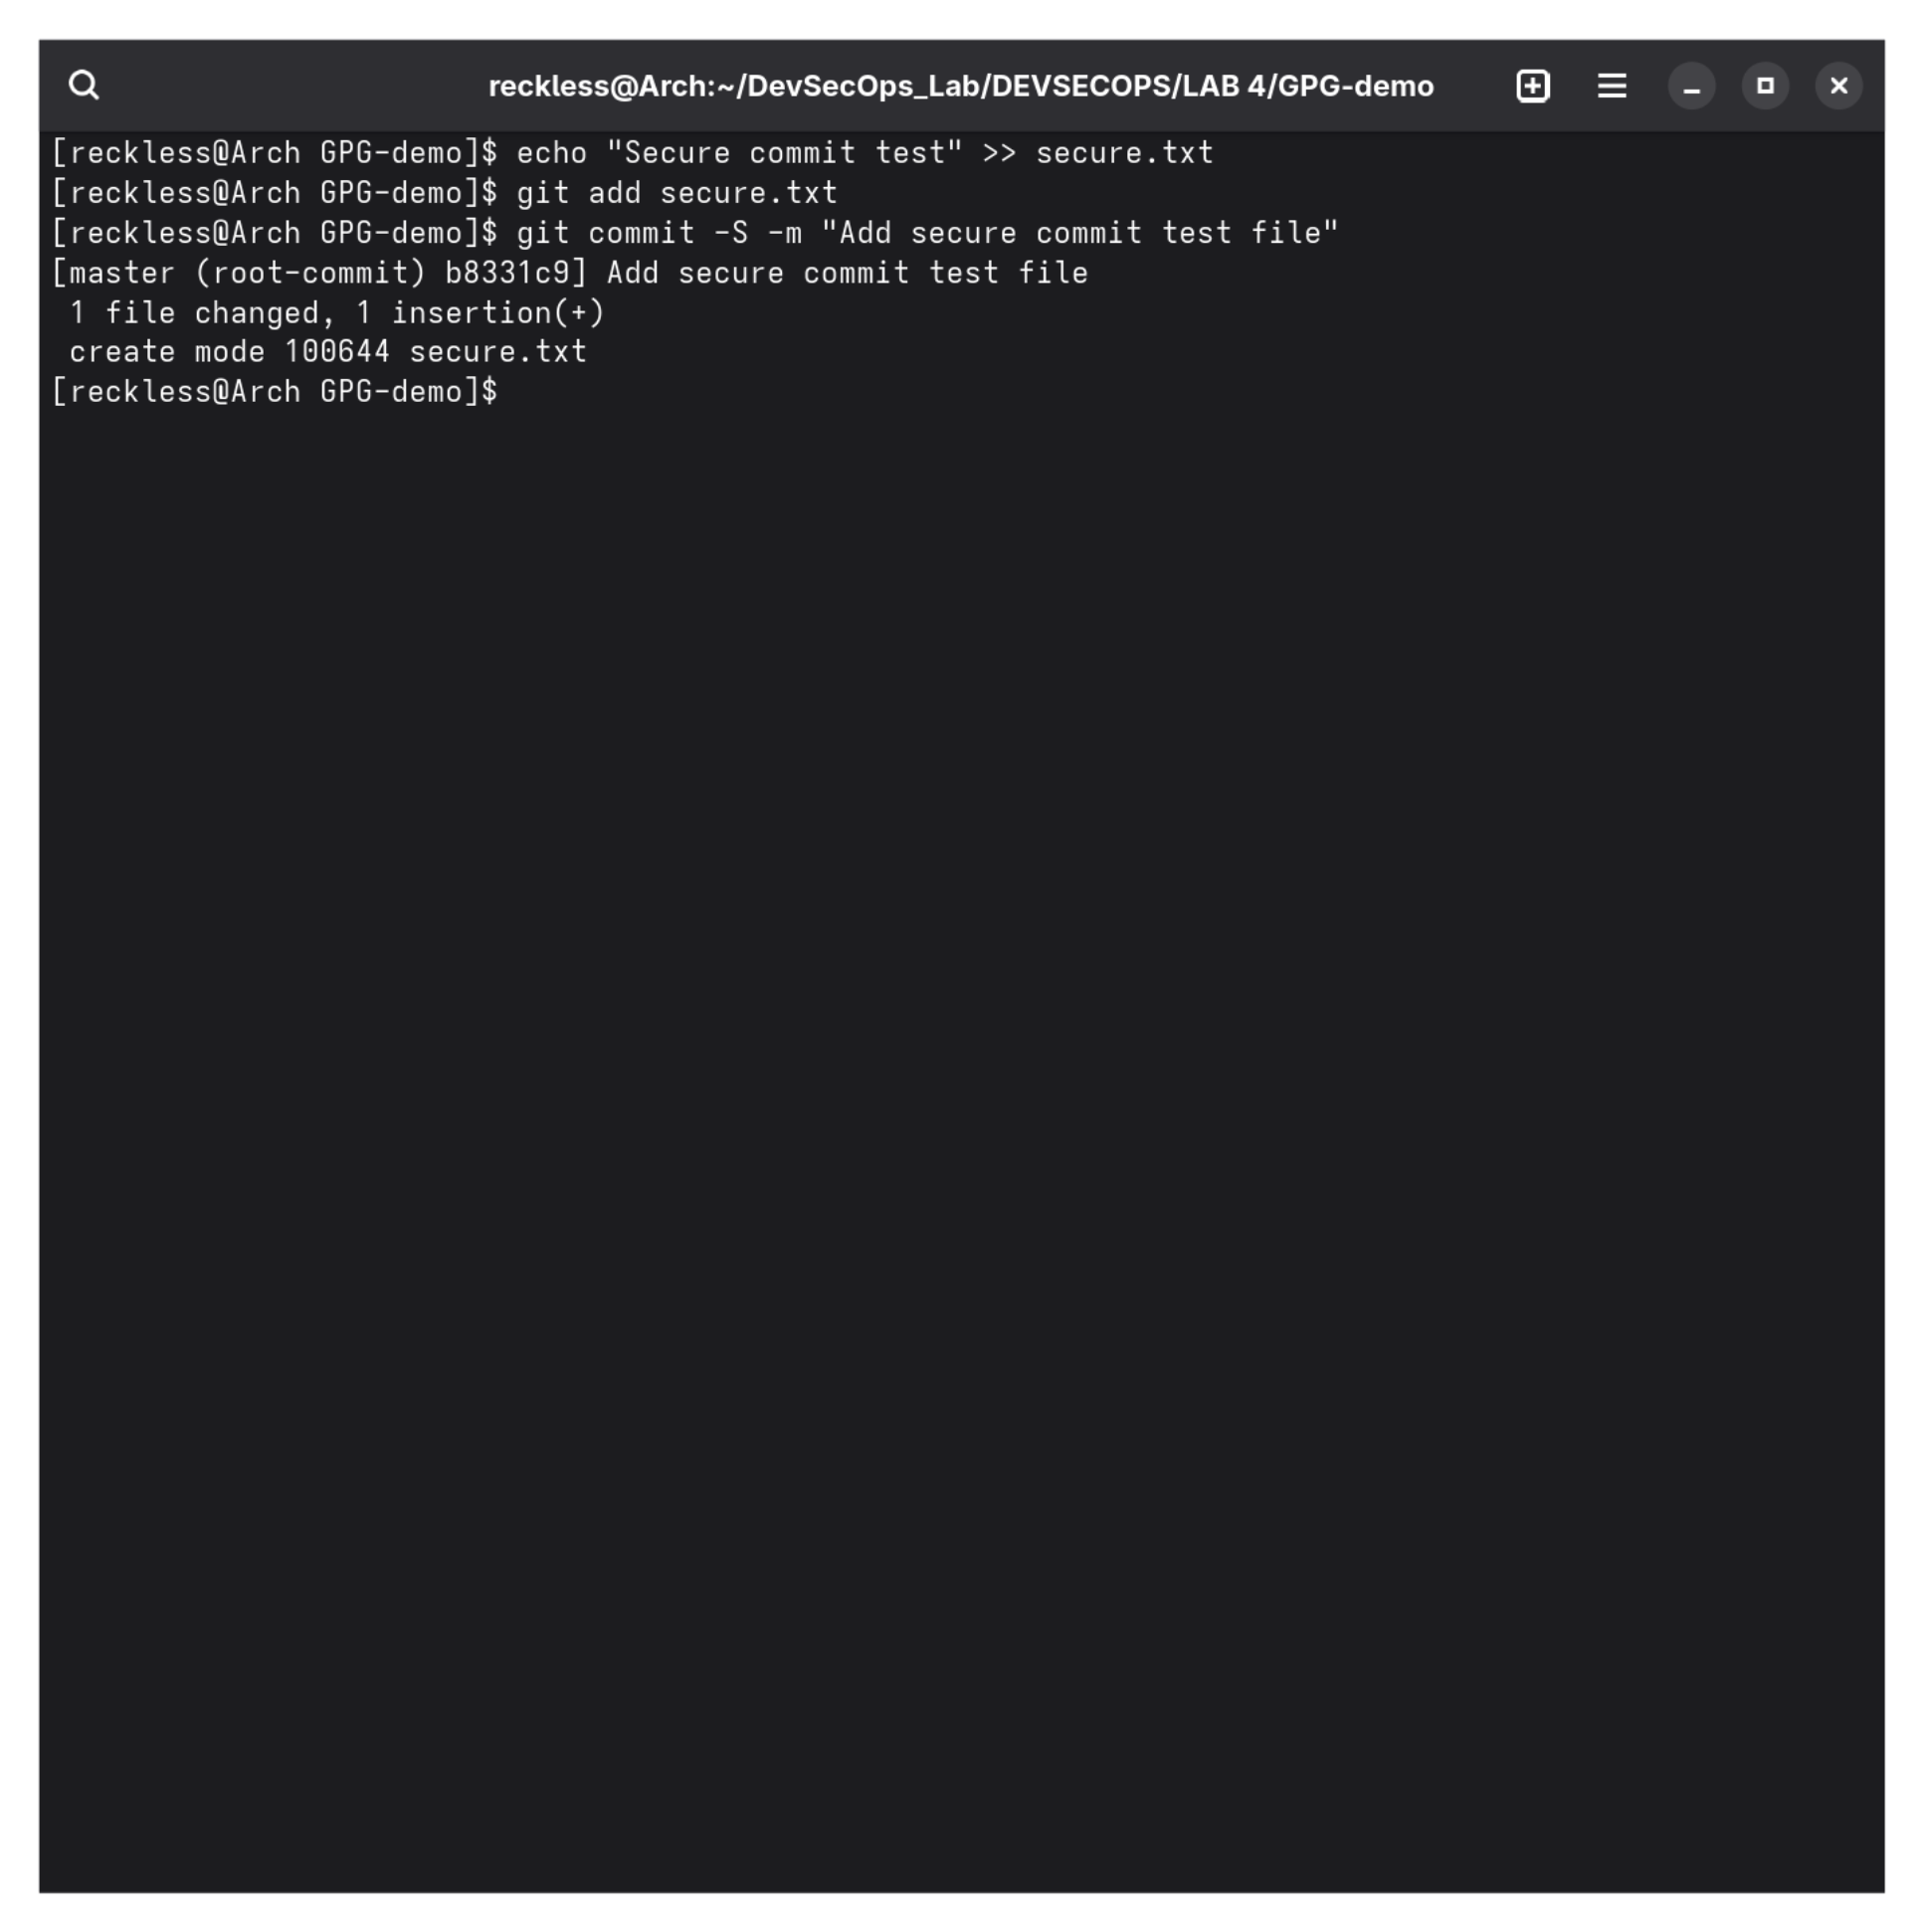 reckless@Arch:~/DevSecOps_Lab/DEVSECOPS/LAB 4/GPG-demo
[reckless@Arch GPG-demo]$ echo "Secure commit test" >> secure.txt
[reckless@Arch GPG-demo]$ git add secure.txt
[reckless@Arch GPG-demo]$ git commit -S -m "Add secure commit test file"
[master (root-commit) b8331c9] Add secure commit test file
 1 file changed, 1 insertion(+)
 create mode 100644 secure.txt
[reckless@Arch GPG-demo]$